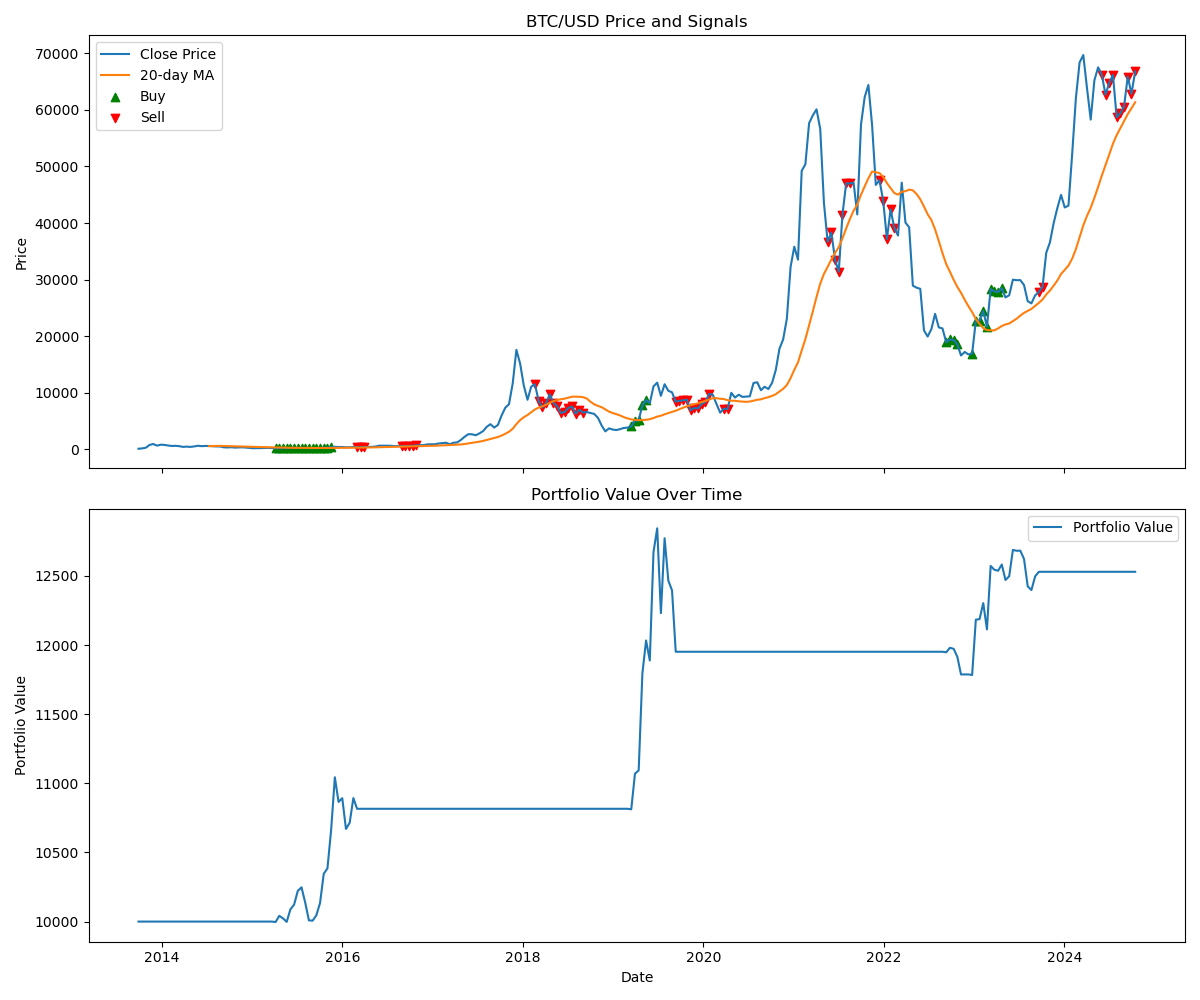 BTC/USD Price and Signals
Close Price
20-day MA
Buy
Sell
Price
70000
60000
50000
40000
30000
20000
10000
0
Portfolio Value Over Time
Portfolio Value
Portfolio Value
12500
12000
11500
11000
10500
10000
2014 2016 2018 2020 2022 2024
Date